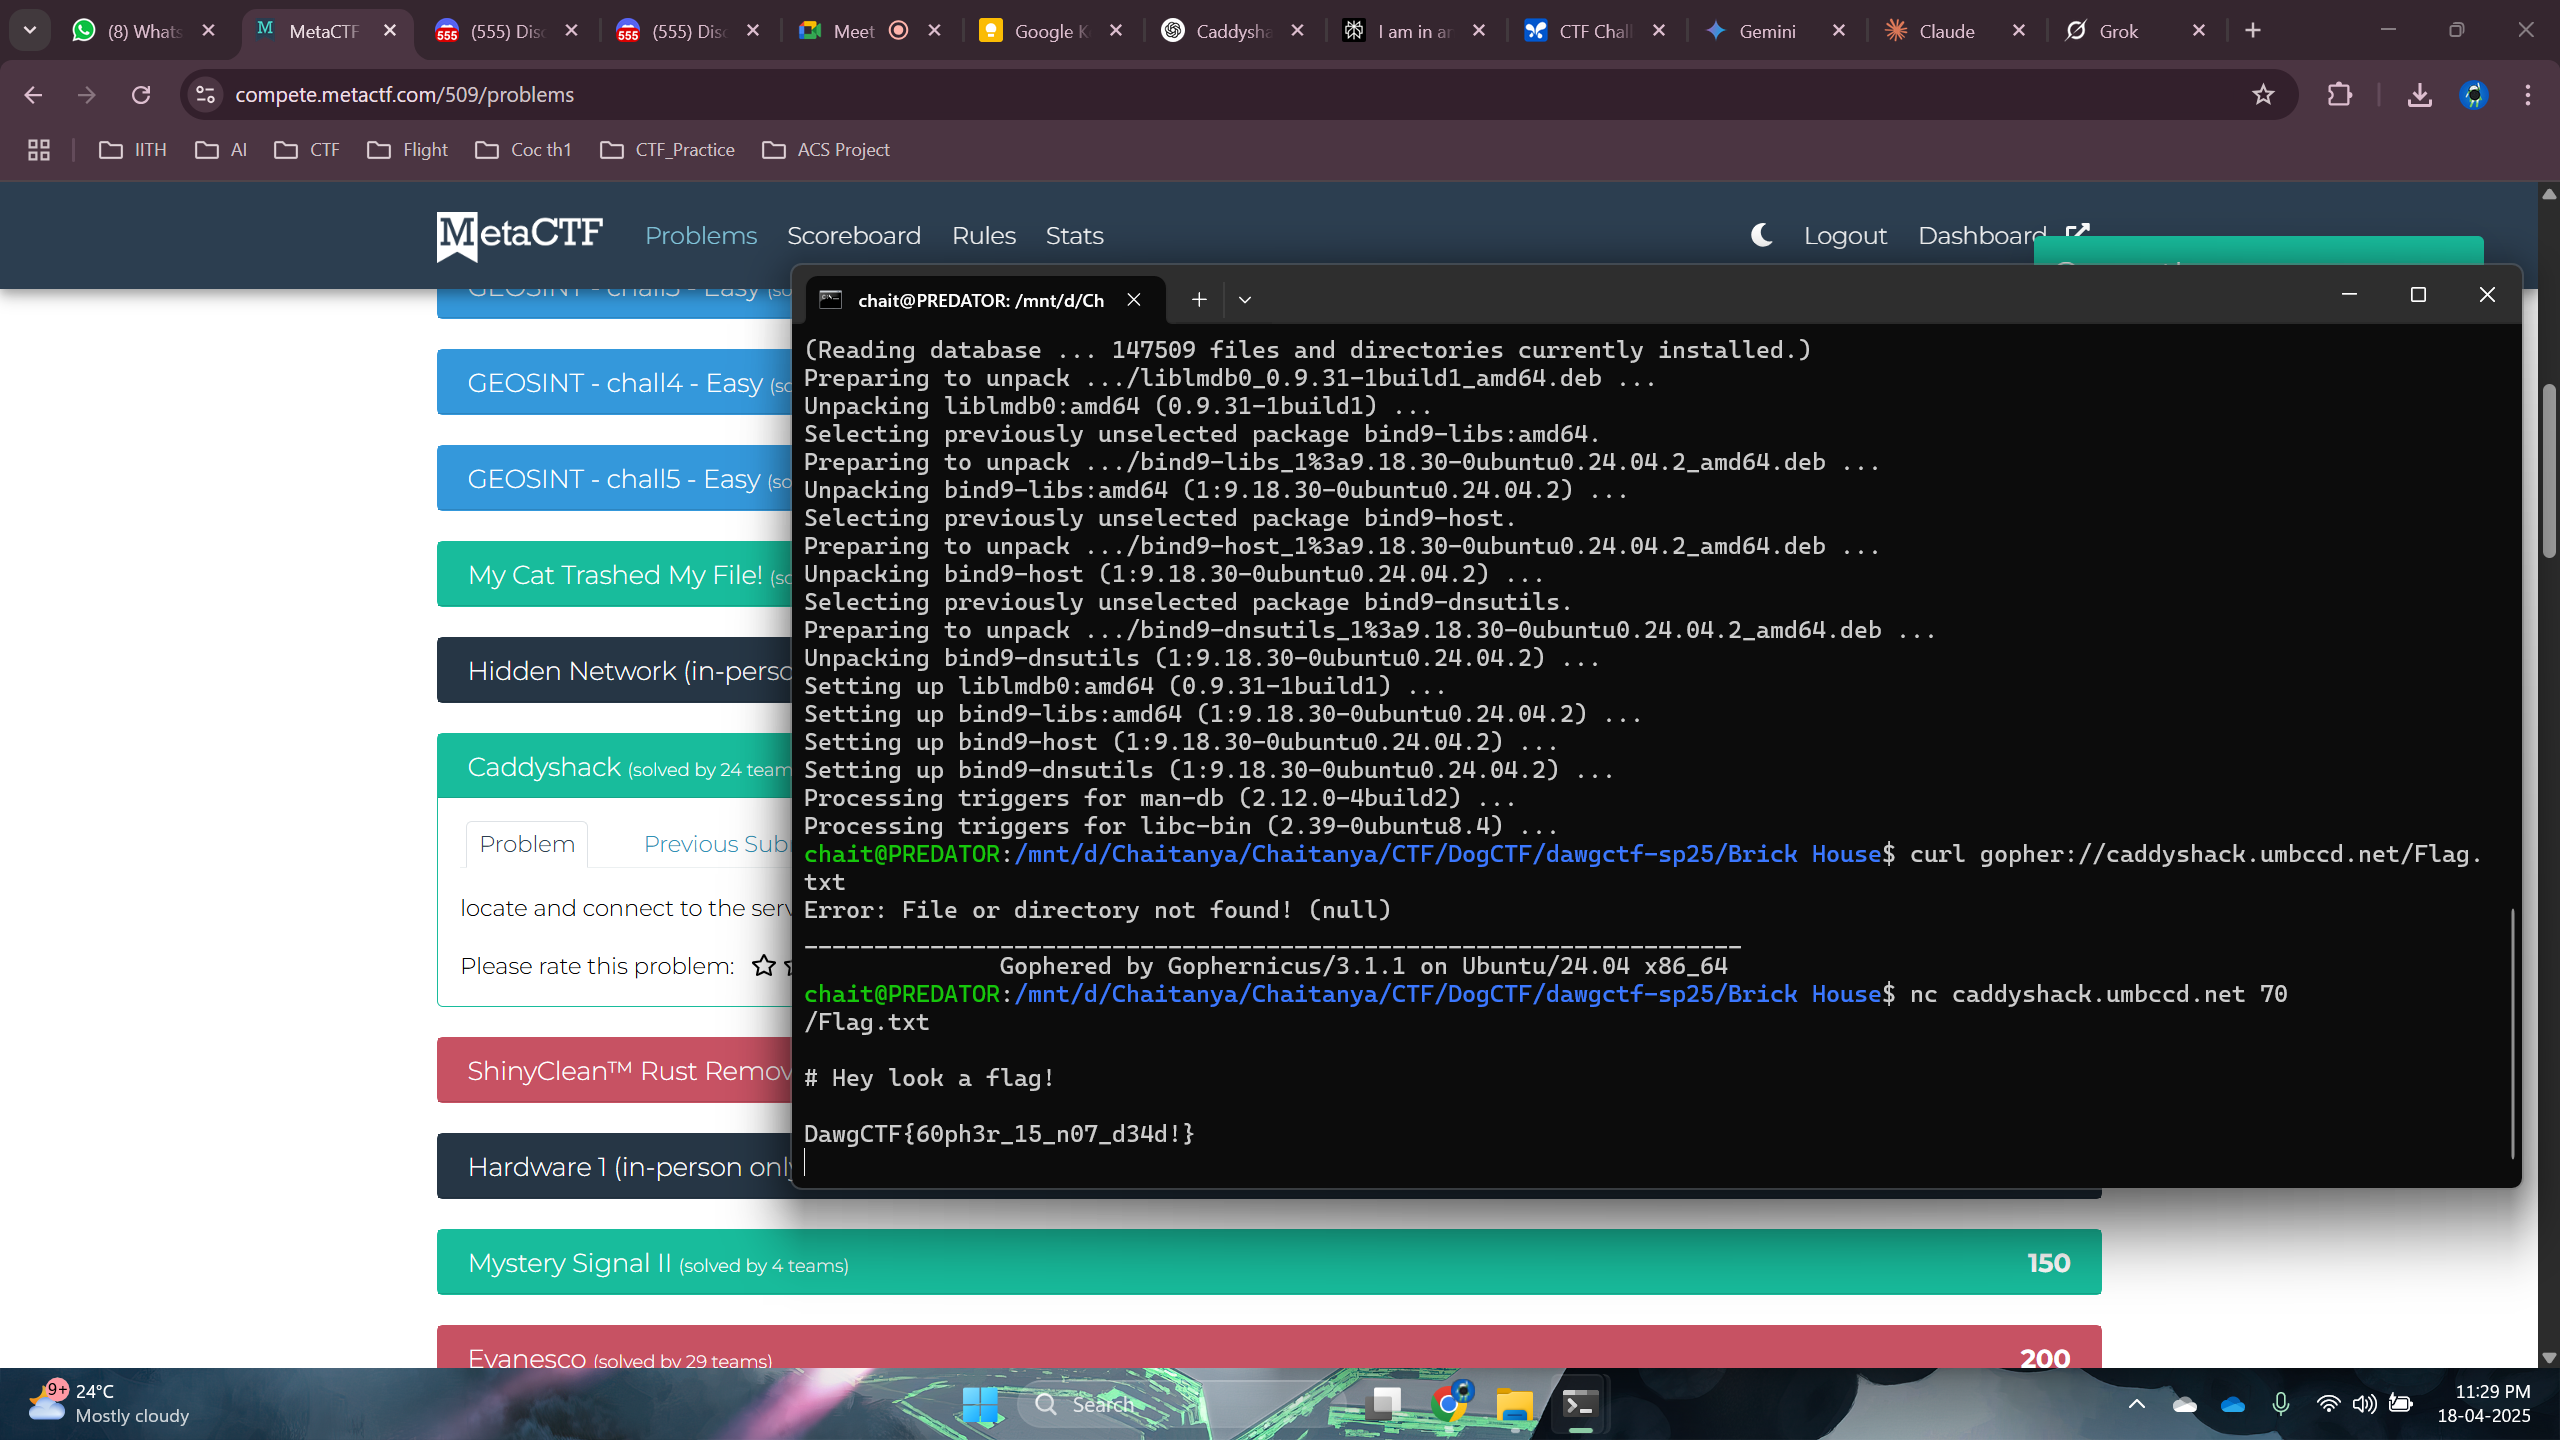 (8) Whats
MetaCTF
(555) Disc
(555) Disc
Meet
Google K
Caddysha
I am in an
CTF Chall
Gemini
Claude
Grok
compete.metactf.com/509/problems
IITH
AI
CTF
Flight
Coc th1
CTF_Practice
ACS Project
MetaCTF
Problems
Scoreboard
Rules
Stats
Logout
Dashboard
GEOSINT - chall4 - Easy
GEOSINT - chall5 - Easy
My Cat Trashed My File!
Hidden Network (in-perso
Caddyshack (solved by 24 team
Problem
Previous Sub
locate and connect to the serv
Please rate this problem:
ShinyClean™ Rust Remov
Hardware 1 (in-person only
Mystery Signal II (solved by 4 teams)
150
Evanesco (solved by 29 teams)
200
chait@PREDATOR: /mnt/d/Ch
(Reading database ... 147509 files and directories currently installed.)
Preparing to unpack .../liblmdb0_0.9.31-1build1_amd64.deb ...
Unpacking liblmdb0:amd64 (0.9.31-1build1) ...
Selecting previously unselected package bind9-libs:amd64.
Preparing to unpack .../bind9-libs_1%3a9.18.30-0ubuntu0.24.04.2_amd64.deb ...
Unpacking bind9-libs:amd64 (1:9.18.30-0ubuntu0.24.04.2) ...
Selecting previously unselected package bind9-host.
Preparing to unpack .../bind9-host_1%3a9.18.30-0ubuntu0.24.04.2_amd64.deb ...
Unpacking bind9-host (1:9.18.30-0ubuntu0.24.04.2) ...
Selecting previously unselected package bind9-dnsutils.
Preparing to unpack .../bind9-dnsutils_1%3a9.18.30-0ubuntu0.24.04.2_amd64.deb ...
Unpacking bind9-dnsutils (1:9.18.30-0ubuntu0.24.04.2) ...
Setting up liblmdb0:amd64 (0.9.31-1build1) ...
Setting up bind9-libs:amd64 (1:9.18.30-0ubuntu0.24.04.2) ...
Setting up bind9-host (1:9.18.30-0ubuntu0.24.04.2) ...
Setting up bind9-dnsutils (1:9.18.30-0ubuntu0.24.04.2) ...
Processing triggers for man-db (2.12.0-4build2) ...
Processing triggers for libc-bin (2.39-0ubuntu8.4) ...
chait@PREDATOR:/mnt/d/Chaitanya/Chaitanya/CTF/DogCTF/dawgctf-sp25/Brick House$ curl gopher://caddyshack.umbccd.net/Flag.
txt
Error: File or directory not found! (null)
___________________________________________________________________
Gophered by Gophernicus/3.1.1 on Ubuntu/24.04 x86_64
chait@PREDATOR:/mnt/d/Chaitanya/Chaitanya/CTF/DogCTF/dawgctf-sp25/Brick House$ nc caddyshack.umbccd.net 70
/Flag.txt
# Hey look a flag!
DawgCTF{60ph3r_15_n07_d34d!}
9+
24°C
Mostly cloudy
Search
11:29 PM
18-04-2025